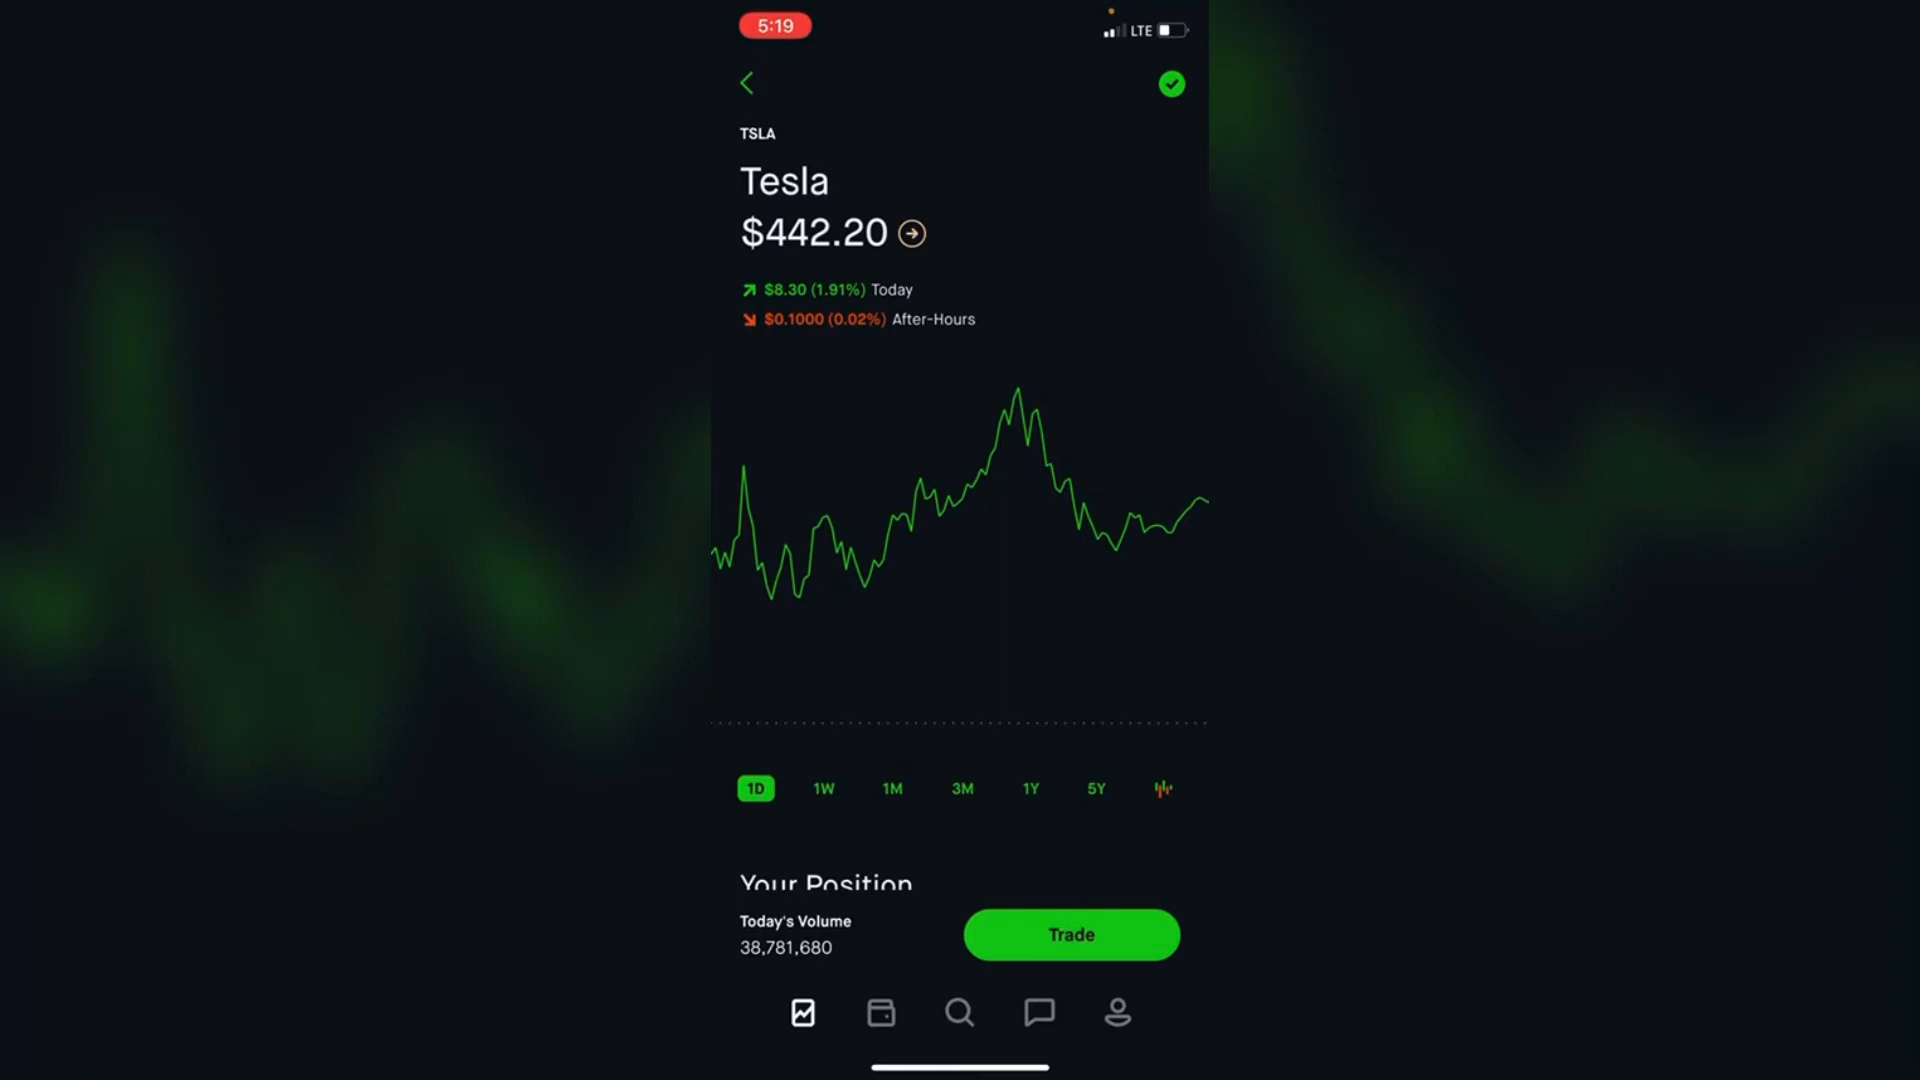 5:19
LTE
TSLA
Tesla
$442.20
$8.30 (1.91%) Today
$0.1000 (0.02%) After-Hours
1D 1W 1M 3M 1Y 5Y
Your Position
Today's Volume
38,781,680
Trade